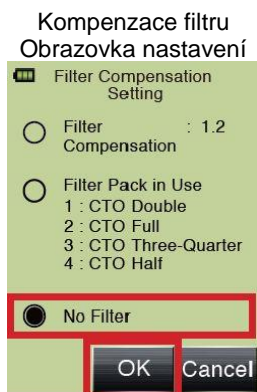 Kompenzace filtru
Obrazovka nastavení
Filter Compensation
Setting
Filter : 1.2
Compensation
Filter Pack in Use
1 : CTO Double
2 : CTO Full
3 : CTO Three-Quarter
4 : CTO Half
No Filter
OK Cancel